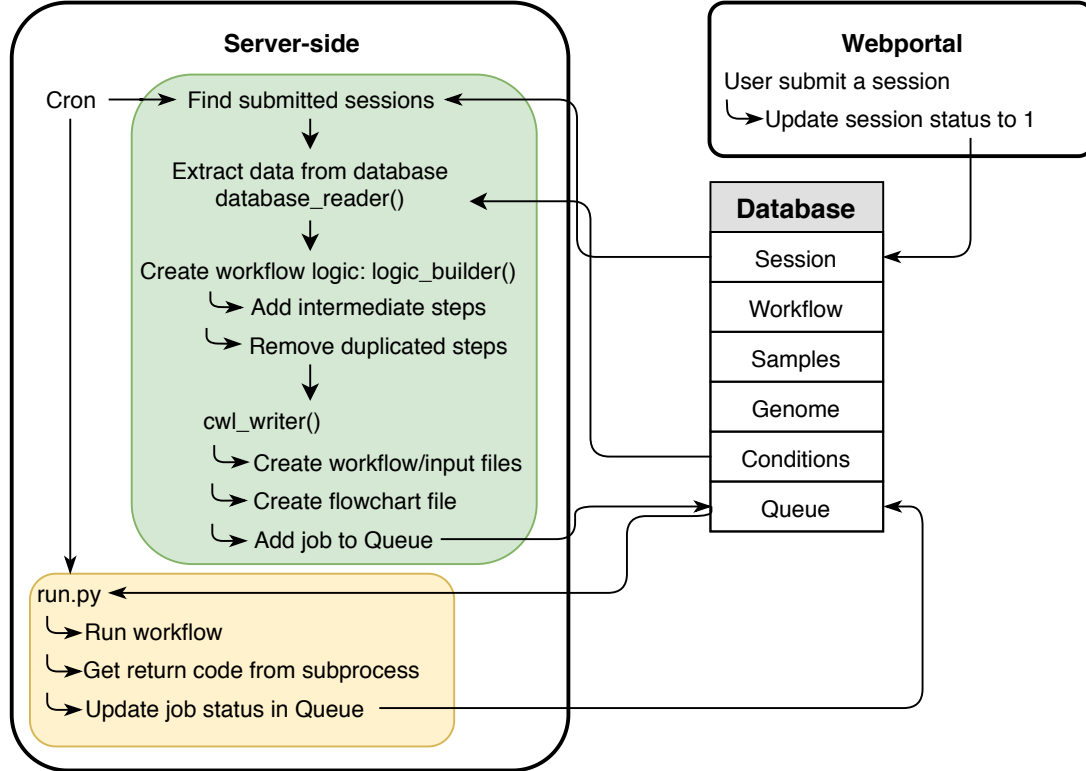 Server-side
Cron
Find submitted sessions
Extract data from database
database_reader()
Create workflow logic: logic_builder()
Add intermediate steps
Remove duplicated steps
cwl_writer()
Create workflow/input files
Create flowchart file
Add job to Queue
run.py
Run workflow
Get return code from subprocess
Update job status in Queue
Webportal
User submit a session
Update session status to 1
Database
Session
Workflow
Samples
Genome
Conditions
Queue